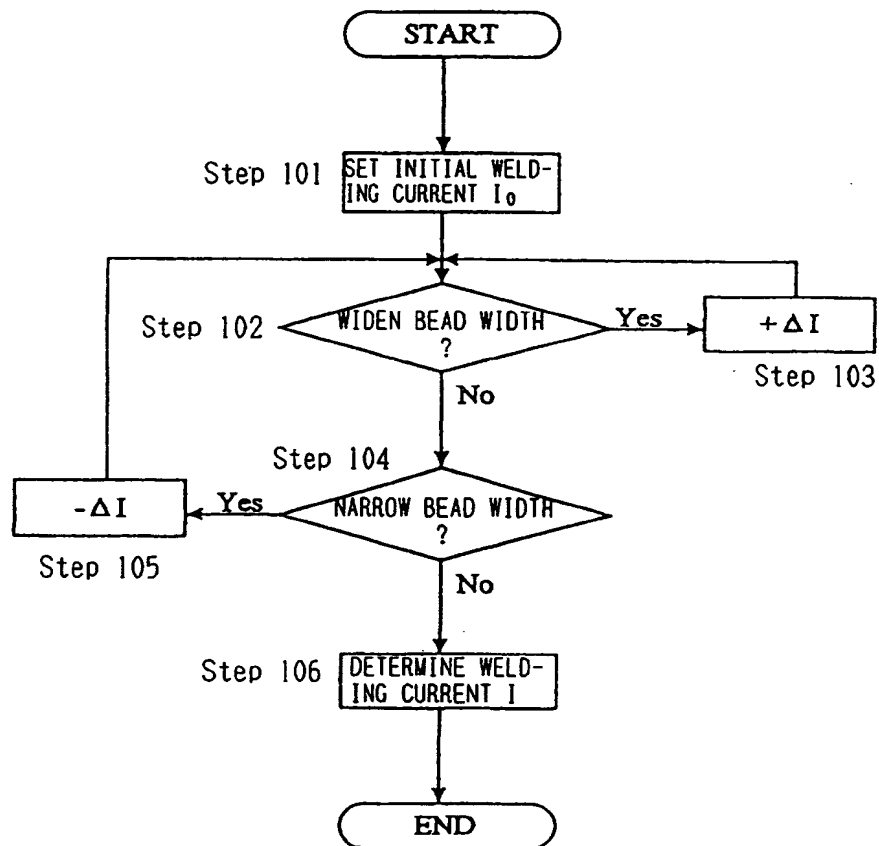 START
Step 101
SET INITIAL WELD-
ING CURRENT I₀
Step 102
WIDEN BEAD WIDTH
?
Yes
+ΔI
Step 103
No
Step 104
NARROW BEAD WIDTH
?
Yes
-ΔI
Step 105
No
Step 106
DETERMINE WELD-
ING CURRENT I
END